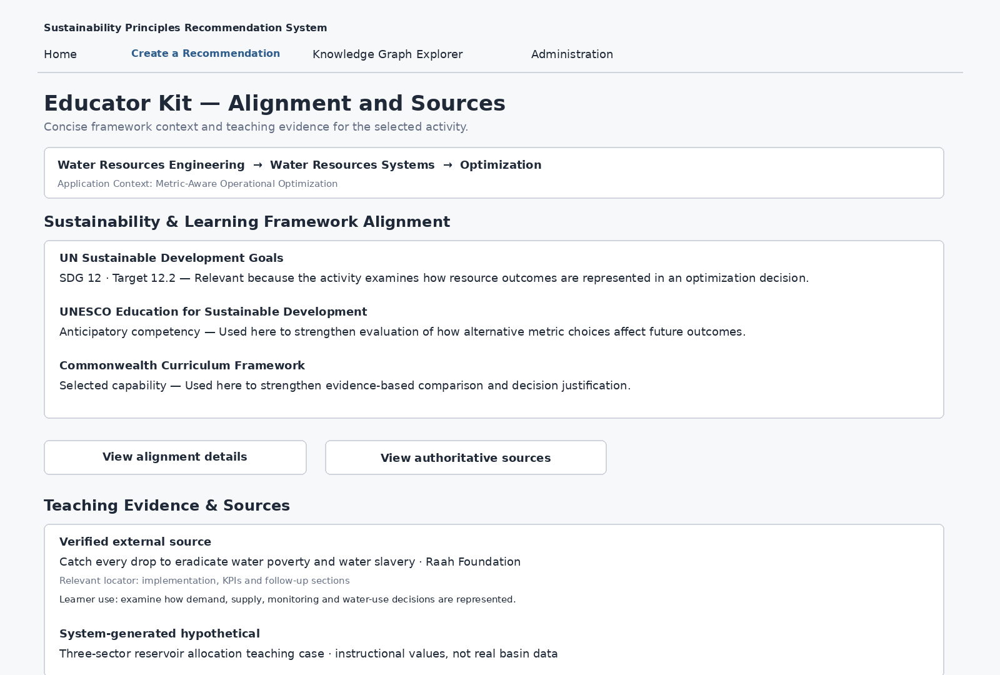 Sustainability Principles Recommendation System
Home Create a Recommendation Knowledge Graph Explorer Administration
Educator Kit — Alignment and Sources
Concise framework context and teaching evidence for the selected activity.
Water Resources Engineering → Water Resources Systems → Optimization
Application Context: Metric-Aware Operational Optimization
Sustainability & Learning Framework Alignment
UN Sustainable Development Goals
SDG 12 · Target 12.2 — Relevant because the activity examines how resource outcomes are represented in an optimization decision.
UNESCO Education for Sustainable Development
Anticipatory competency — Used here to strengthen evaluation of how alternative metric choices affect future outcomes.
Commonwealth Curriculum Framework
Selected capability — Used here to strengthen evidence-based comparison and decision justification.
View alignment details View authoritative sources
Teaching Evidence & Sources
Verified external source
Catch every drop to eradicate water poverty and water slavery · Raah Foundation
Relevant locator: implementation, KPIs and follow-up sections
Learner use: examine how demand, supply, monitoring and water-use decisions are represented.
System-generated hypothetical
Three-sector reservoir allocation teaching case · instructional values, not real basin data